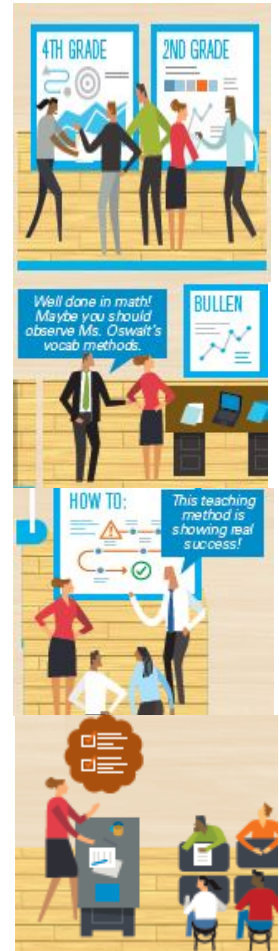 4TH GRADE
2ND GRADE
Well done in math!
Maybe you should
observe Ms. Oswalt's
vocab methods.
BULLEN
HOW TO:
This teaching
method is
showing real
success!